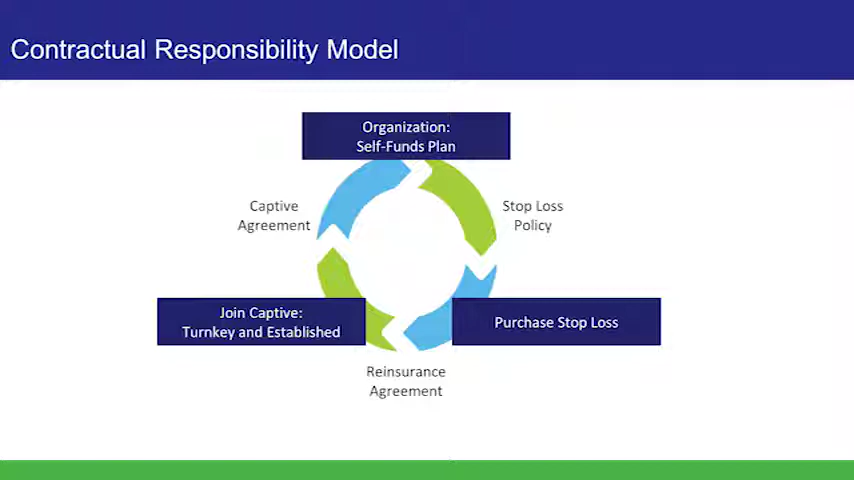 Contractual Responsibility Model
Organization:
Self-Funds Plan
Captive
Agreement
Stop Loss
Policy
Join Captive:
Turnkey and Established
Purchase Stop Loss
Reinsurance
Agreement